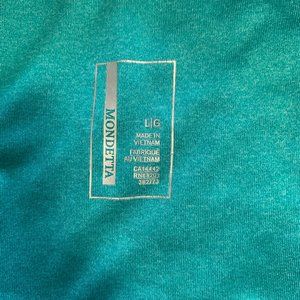 MONDETTA
L|G
MADE IN
VIETNAM
FABRIQUÉ
AU VIETNAM